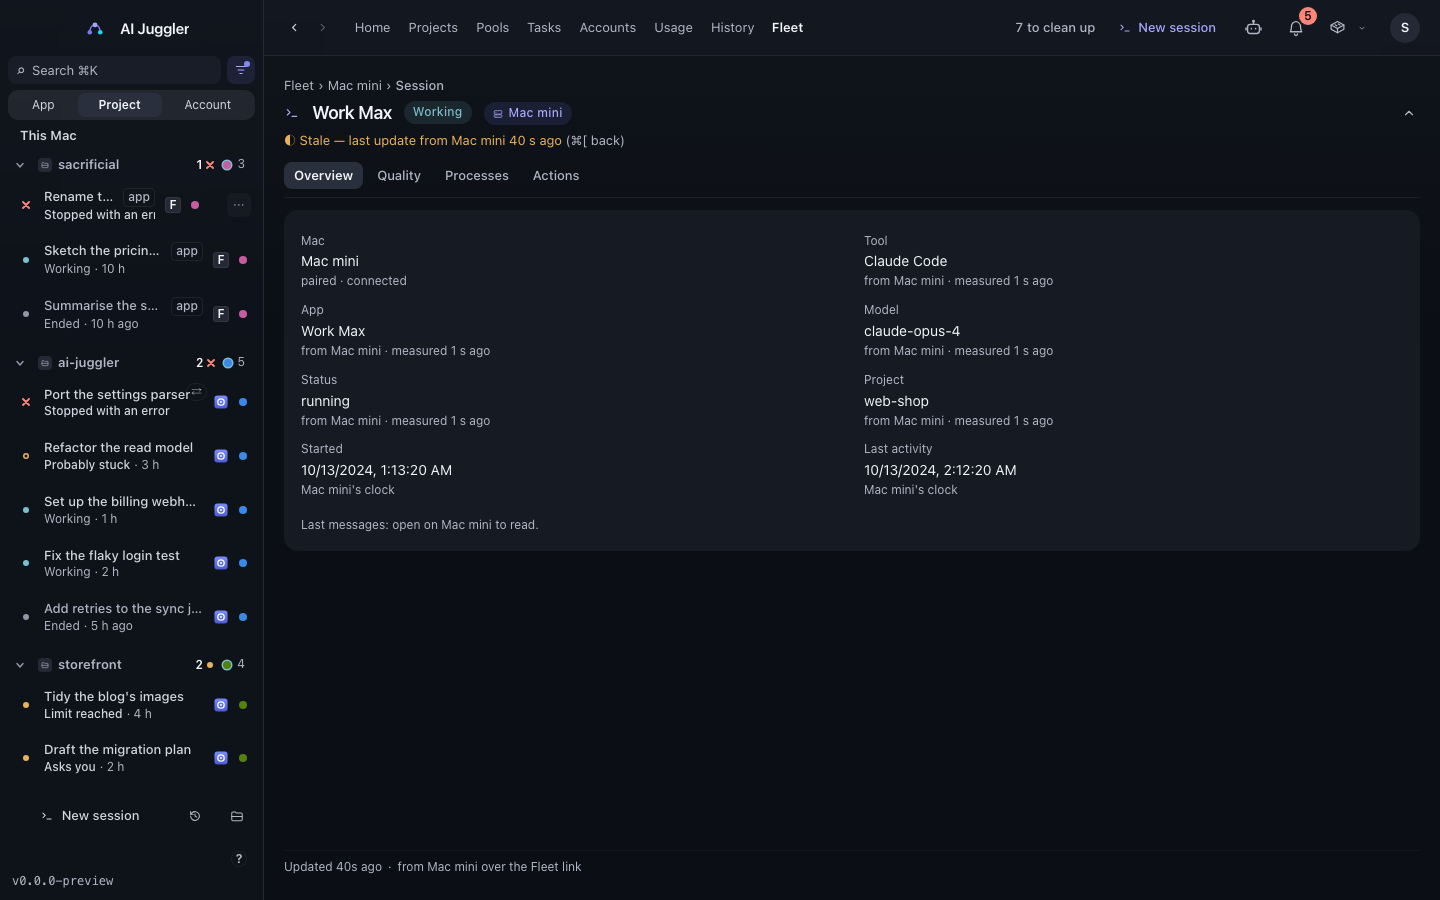 AI Juggler
Search ⌘K
App Project Account
This Mac
sacrificial 1 3
Rename t... app F
Stopped with an err
Sketch the pricin... app F
Working · 10 h
Summarise the s... app F
Ended · 10 h ago
ai-juggler 2 5
Port the settings parser
Stopped with an error
Refactor the read model
Probably stuck · 3 h
Set up the billing webh...
Working · 1 h
Fix the flaky login test
Working · 2 h
Add retries to the sync j...
Ended · 5 h ago
storefront 2 4
Tidy the blog's images
Limit reached · 4 h
Draft the migration plan
Asks you · 2 h
New session
?
v0.0.0-preview
Home Projects Pools Tasks Accounts Usage History Fleet
7 to clean up New session 5 S
Fleet › Mac mini › Session
Work Max Working Mac mini
Stale — last update from Mac mini 40 s ago (⌘[ back)
Overview Quality Processes Actions
Mac
Mac mini
paired · connected
Tool
Claude Code
from Mac mini · measured 1 s ago
App
Work Max
from Mac mini · measured 1 s ago
Model
claude-opus-4
from Mac mini · measured 1 s ago
Status
running
from Mac mini · measured 1 s ago
Project
web-shop
from Mac mini · measured 1 s ago
Started
10/13/2024, 1:13:20 AM
Mac mini's clock
Last activity
10/13/2024, 2:12:20 AM
Mac mini's clock
Last messages: open on Mac mini to read.
Updated 40s ago · from Mac mini over the Fleet link